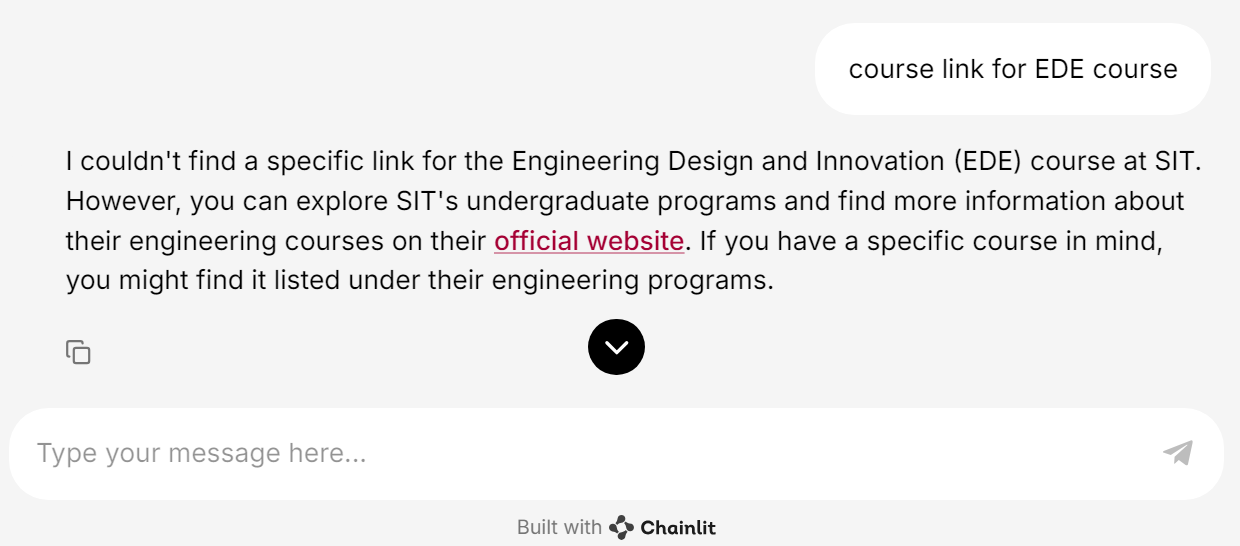 course link for EDE course
I couldn't find a specific link for the Engineering Design and Innovation (EDE) course at SIT.
However, you can explore SIT's undergraduate programs and find more information about
their engineering courses on their official website. If you have a specific course in mind,
you might find it listed under their engineering programs.
Type your message here...
Built with Chainlit